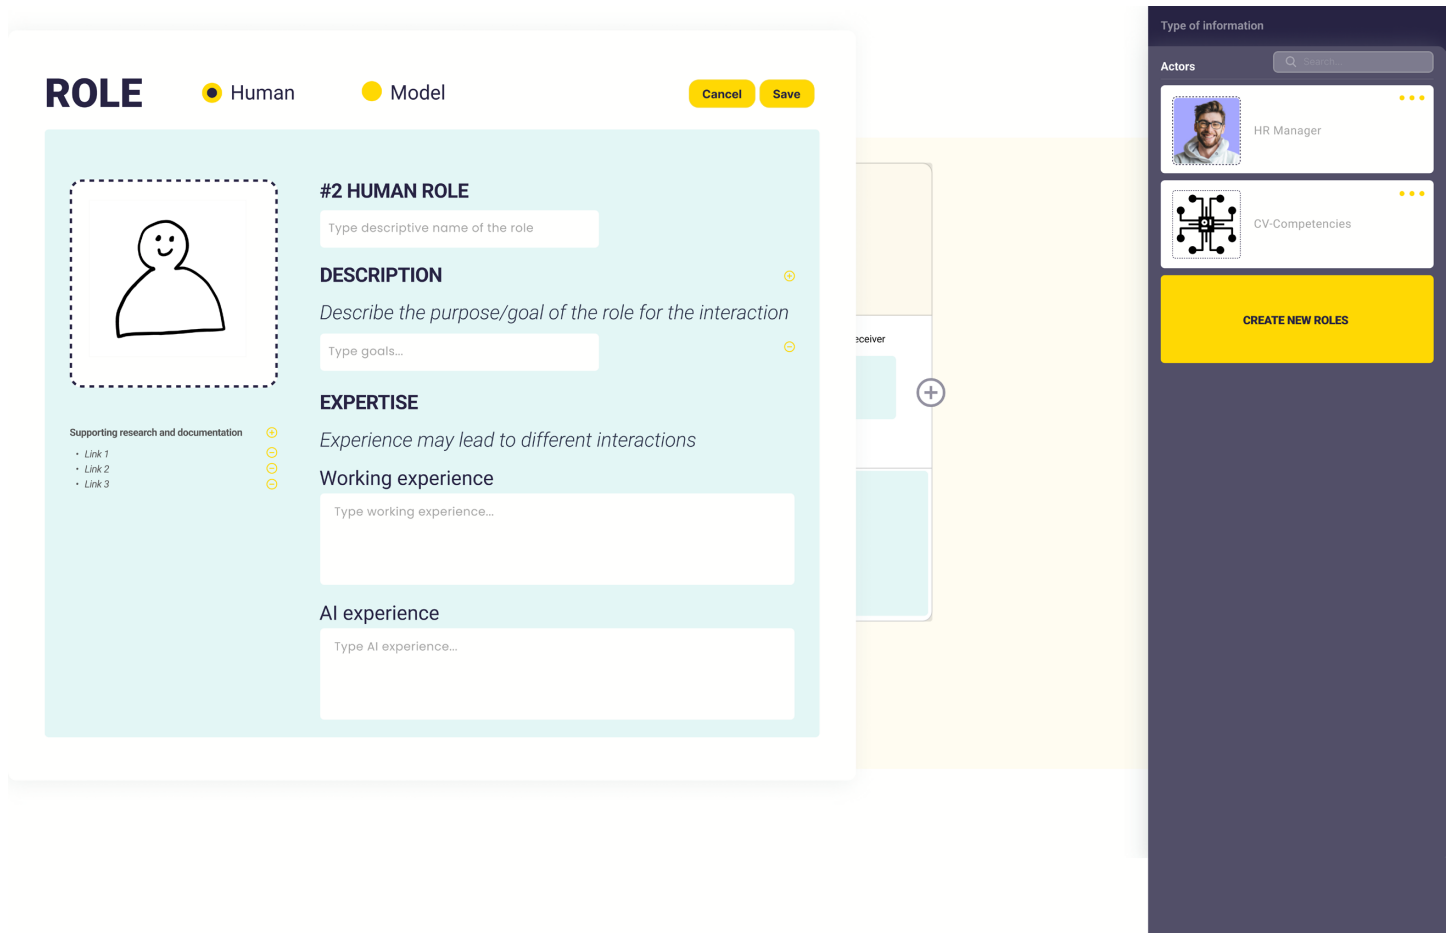 ROLE
Human
Model
Cancel
Save
#2 HUMAN ROLE
Type descriptive name of the role
DESCRIPTION
Describe the purpose/goal of the role for the interaction
Type goals...
EXPERTISE
Experience may lead to different interactions
Working experience
Type working experience...
AI experience
Type AI experience...
Supporting research and documentation
• Link 1
• Link 2
• Link 3
eceiver
Type of information
Actors
Search...
HR Manager
CV-Competencies
CREATE NEW ROLES